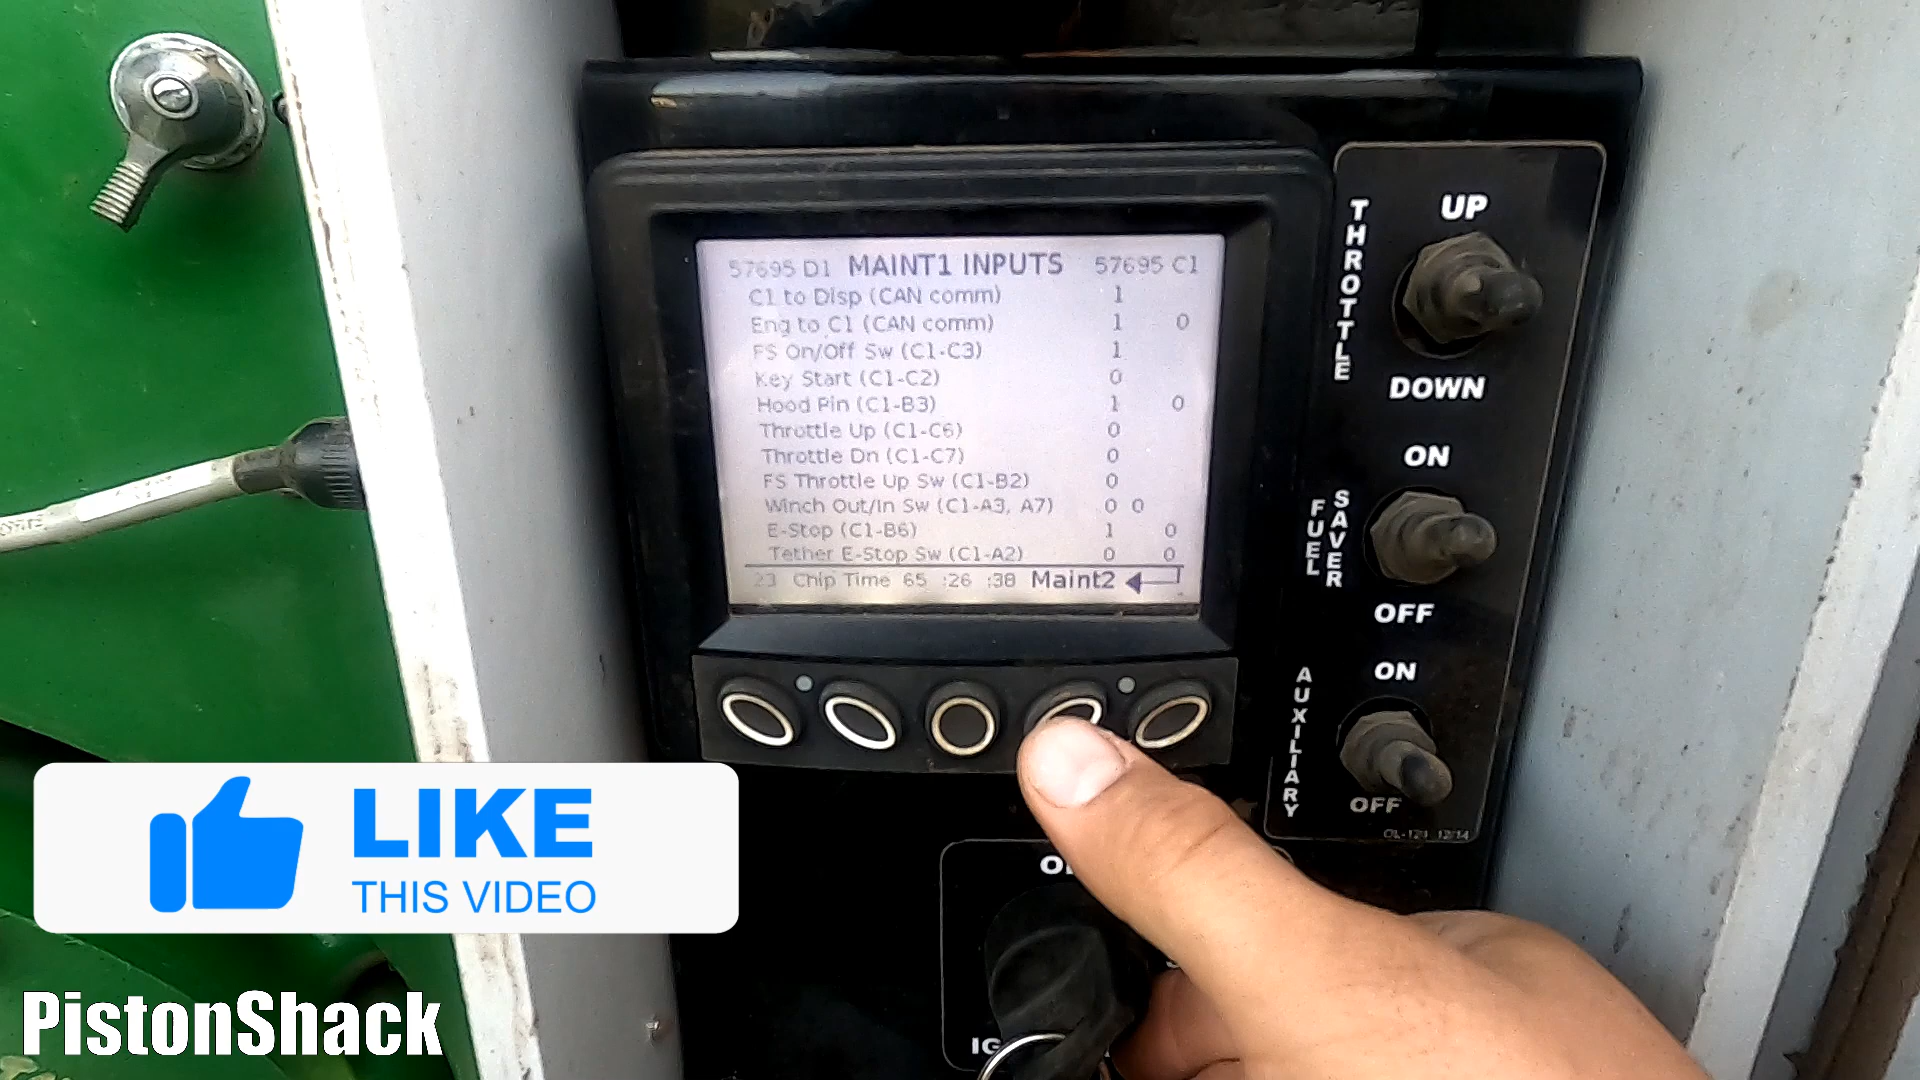 57695 D1 MAINT1 INPUTS 57695 C1
C1 to Disp (CAN comm) 1
Eng to C1 (CAN comm) 1 0
FS On/Off Sw (C1-C3) 1
Key Start (C1-C2) 0
Hood Pin (C1-B3) 1 0
Throttle Up (C1-C6) 0
Throttle Dn (C1-C7) 0
FS Throttle Up Sw (C1-B2) 0
Winch Out/In Sw (C1-A3, A7) 0 0
E-Stop (C1-B6) 1 0
Tether E-Stop Sw (C1-A2) 0 0
23 Chip Time 65 :26 :38 Maint2
THROTTLE
UP
DOWN
FUEL
SAVER
ON
OFF
AUXILIARY
ON
OFF
LIKE
THIS VIDEO
PistonShack